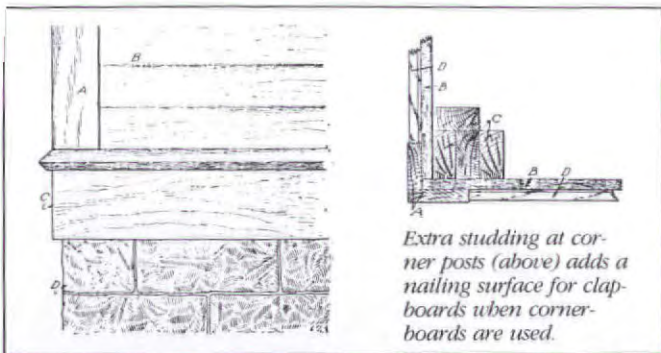 B
A
C
D
D
B
C
A
B
D
Extra studding at cor-
ner posts (above) adds a
nailing surface for clap-
boards when corner-
boards are used.